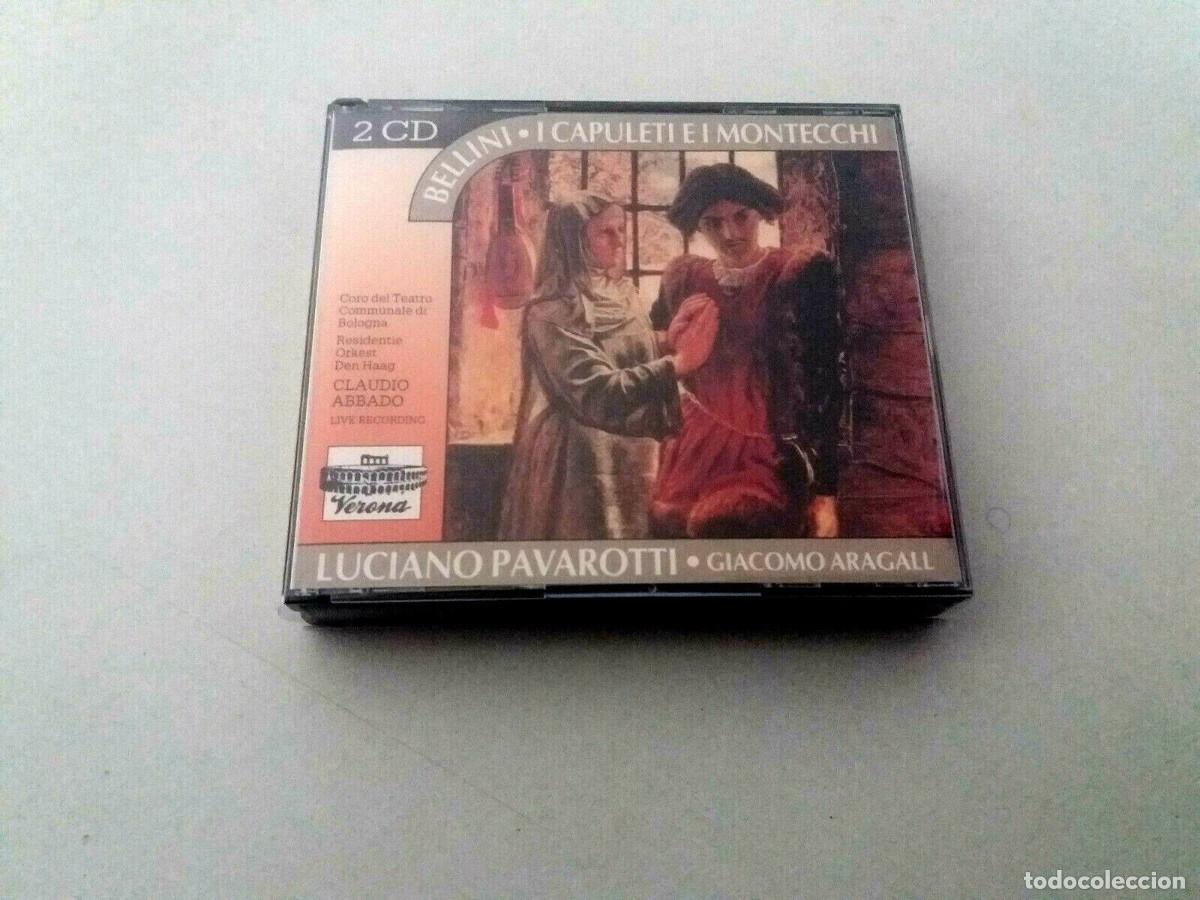 2 CD
BELLINI • I CAPULETI E I MONTECCHI
Coro del Teatro
Communale di
Bologna
Residentie
Orkest
Den Haag
CLAUDIO
ABBADO
LIVE RECORDING
Verona
LUCIANO PAVAROTTI • GIACOMO ARAGALL
todocoleccion